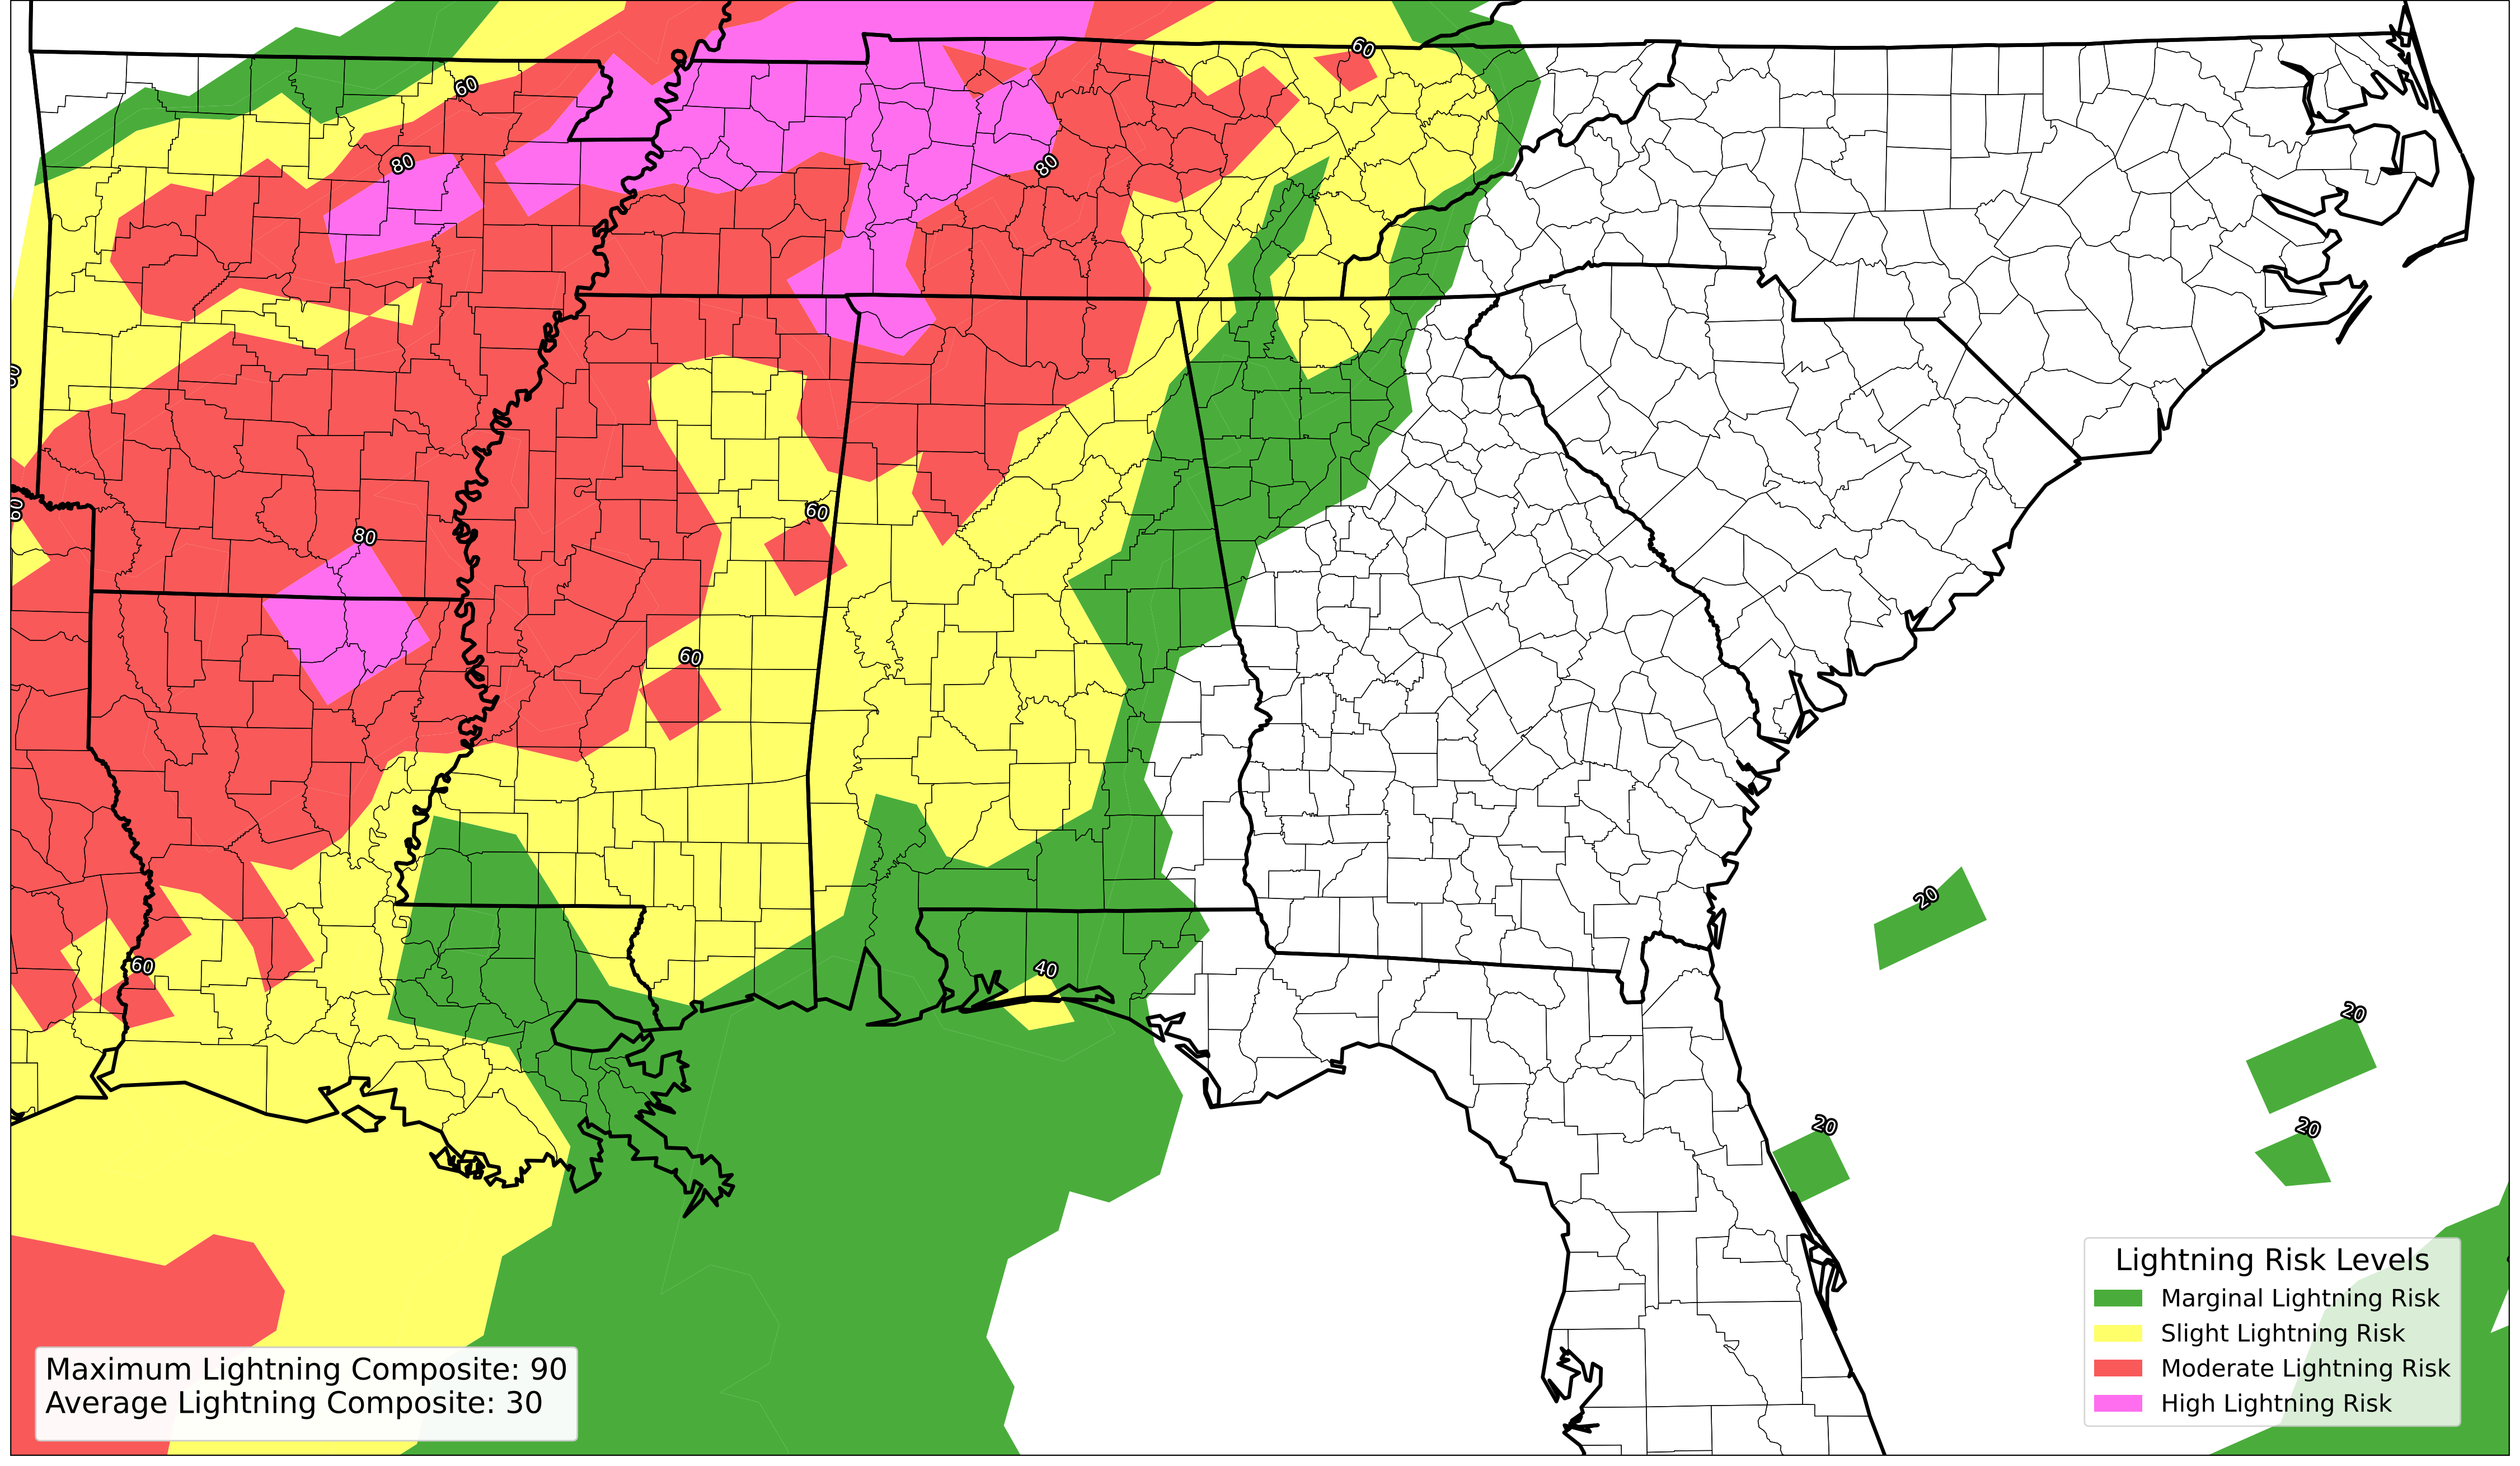 60
60
80
80
60
80
60
60
60
20
40
20
20
20
Lightning Risk Levels
Marginal Lightning Risk
Slight Lightning Risk
Moderate Lightning Risk
High Lightning Risk
Maximum Lightning Composite: 90
Average Lightning Composite: 30